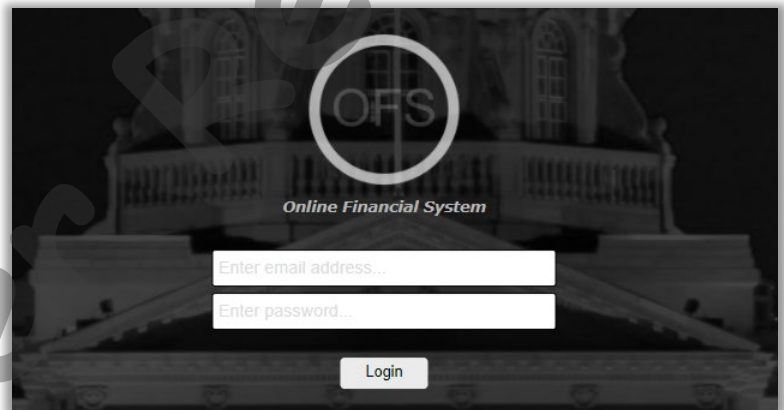 OFS
Online Financial System
Enter email address...
Enter password...
Login